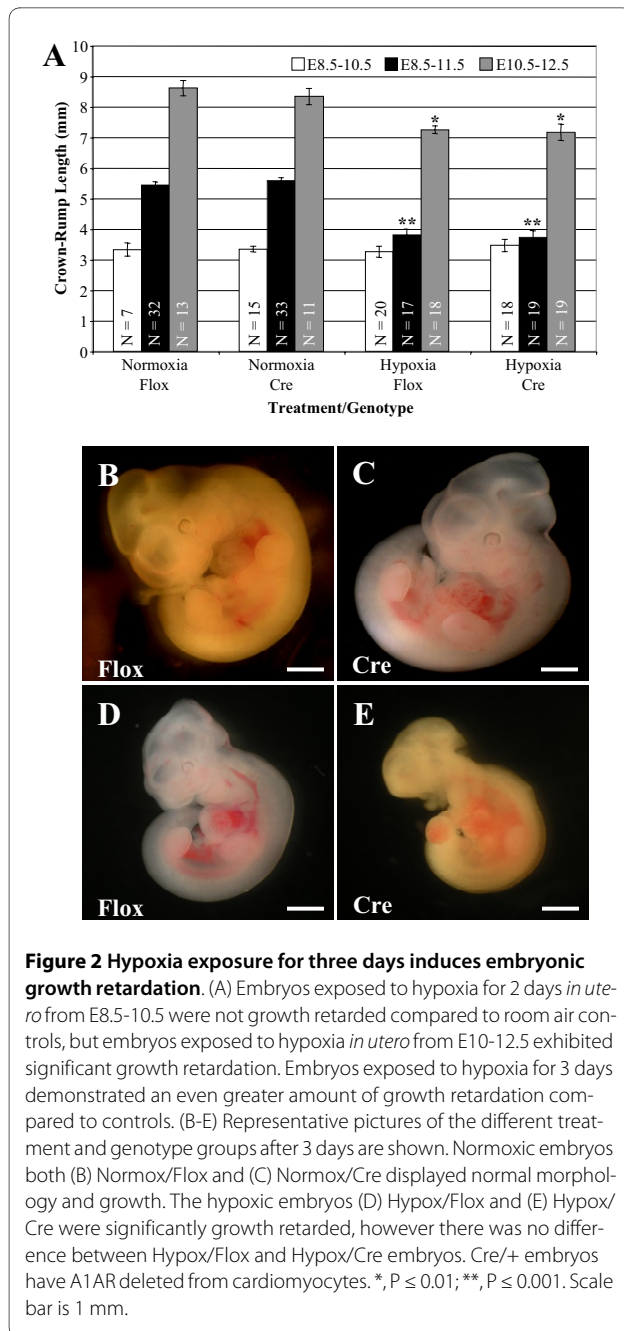 A
10
9
8
7
6
5
4
3
2
1
0
Crown-Rump Length (mm)
E8.5-10.5 E8.5-11.5 E10.5-12.5
* *
** **
N = 7 N = 32 N = 13 N = 15 N = 33 N = 11 N = 20 N = 17 N = 18 N = 18 N = 19 N = 19
Normoxia Normoxia Hypoxia Hypoxia
Flox Cre Flox Cre
Treatment/Genotype
B
Flox
C
Cre
D
Flox
E
Cre
Figure 2 Hypoxia exposure for three days induces embryonic
growth retardation. (A) Embryos exposed to hypoxia for 2 days in ute-
ro from E8.5-10.5 were not growth retarded compared to room air con-
trols, but embryos exposed to hypoxia in utero from E10-12.5 exhibited
significant growth retardation. Embryos exposed to hypoxia for 3 days
demonstrated an even greater amount of growth retardation com-
pared to controls. (B-E) Representative pictures of the different treat-
ment and genotype groups after 3 days are shown. Normoxic embryos
both (B) Normox/Flox and (C) Normox/Cre displayed normal morphol-
ogy and growth. The hypoxic embryos (D) Hypox/Flox and (E) Hypox/
Cre were significantly growth retarded, however there was no differ-
ence between Hypox/Flox and Hypox/Cre embryos. Cre/+ embryos
have A1AR deleted from cardiomyocytes. *, P ≤ 0.01; **, P ≤ 0.001. Scale
bar is 1 mm.